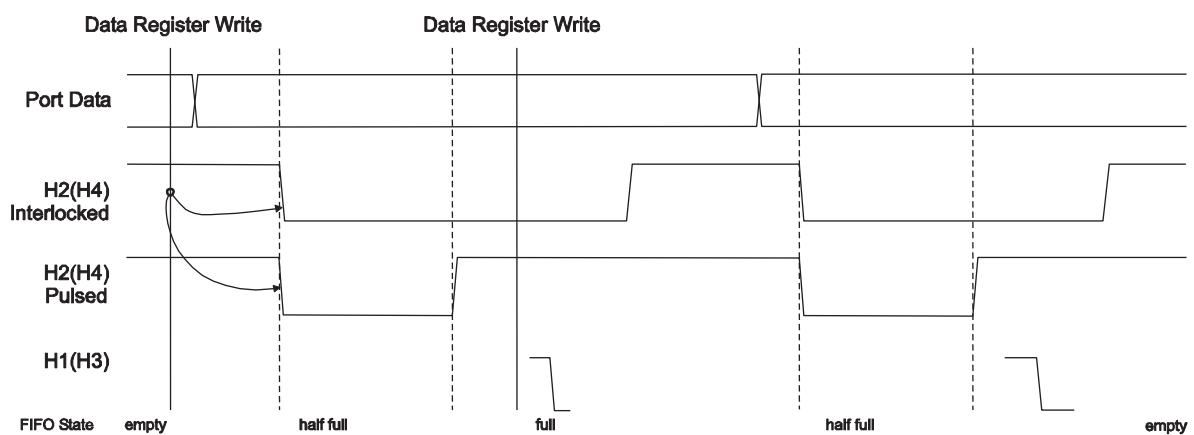 Data Register Write Data Register Write
Port Data
H2(H4)
Interlocked
H2(H4)
Pulsed
H1(H3)
FIFO State empty half full full half full empty